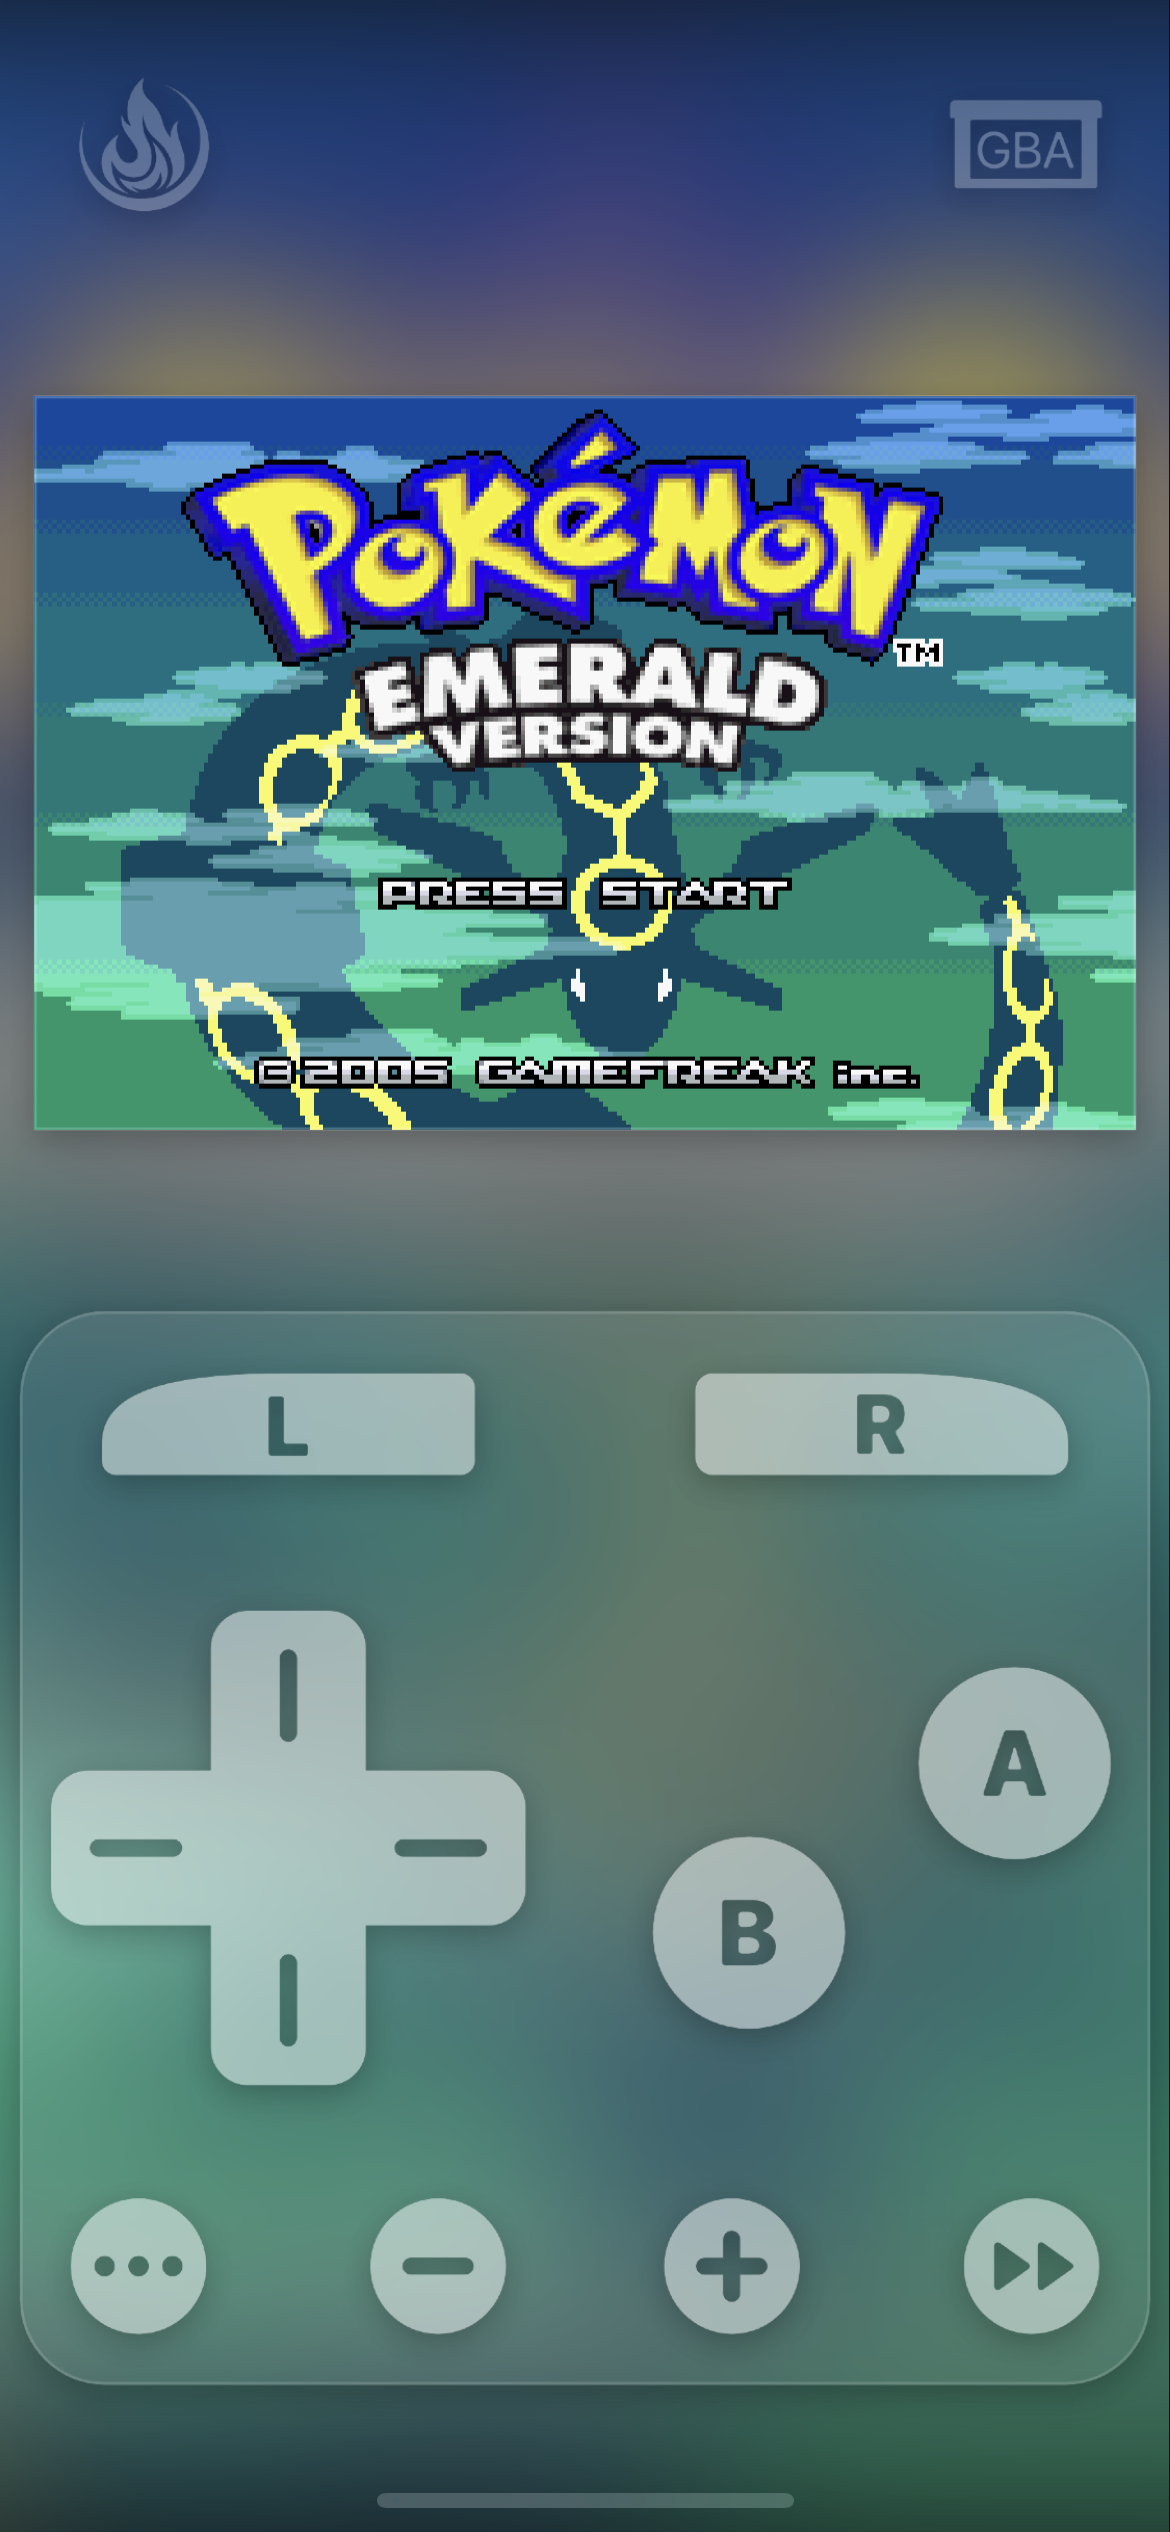 GBA
POKéMON
TM
EMERALD
VERSION
PRESS START
©2005 GAMEFREAK inc.
L
R
A
B